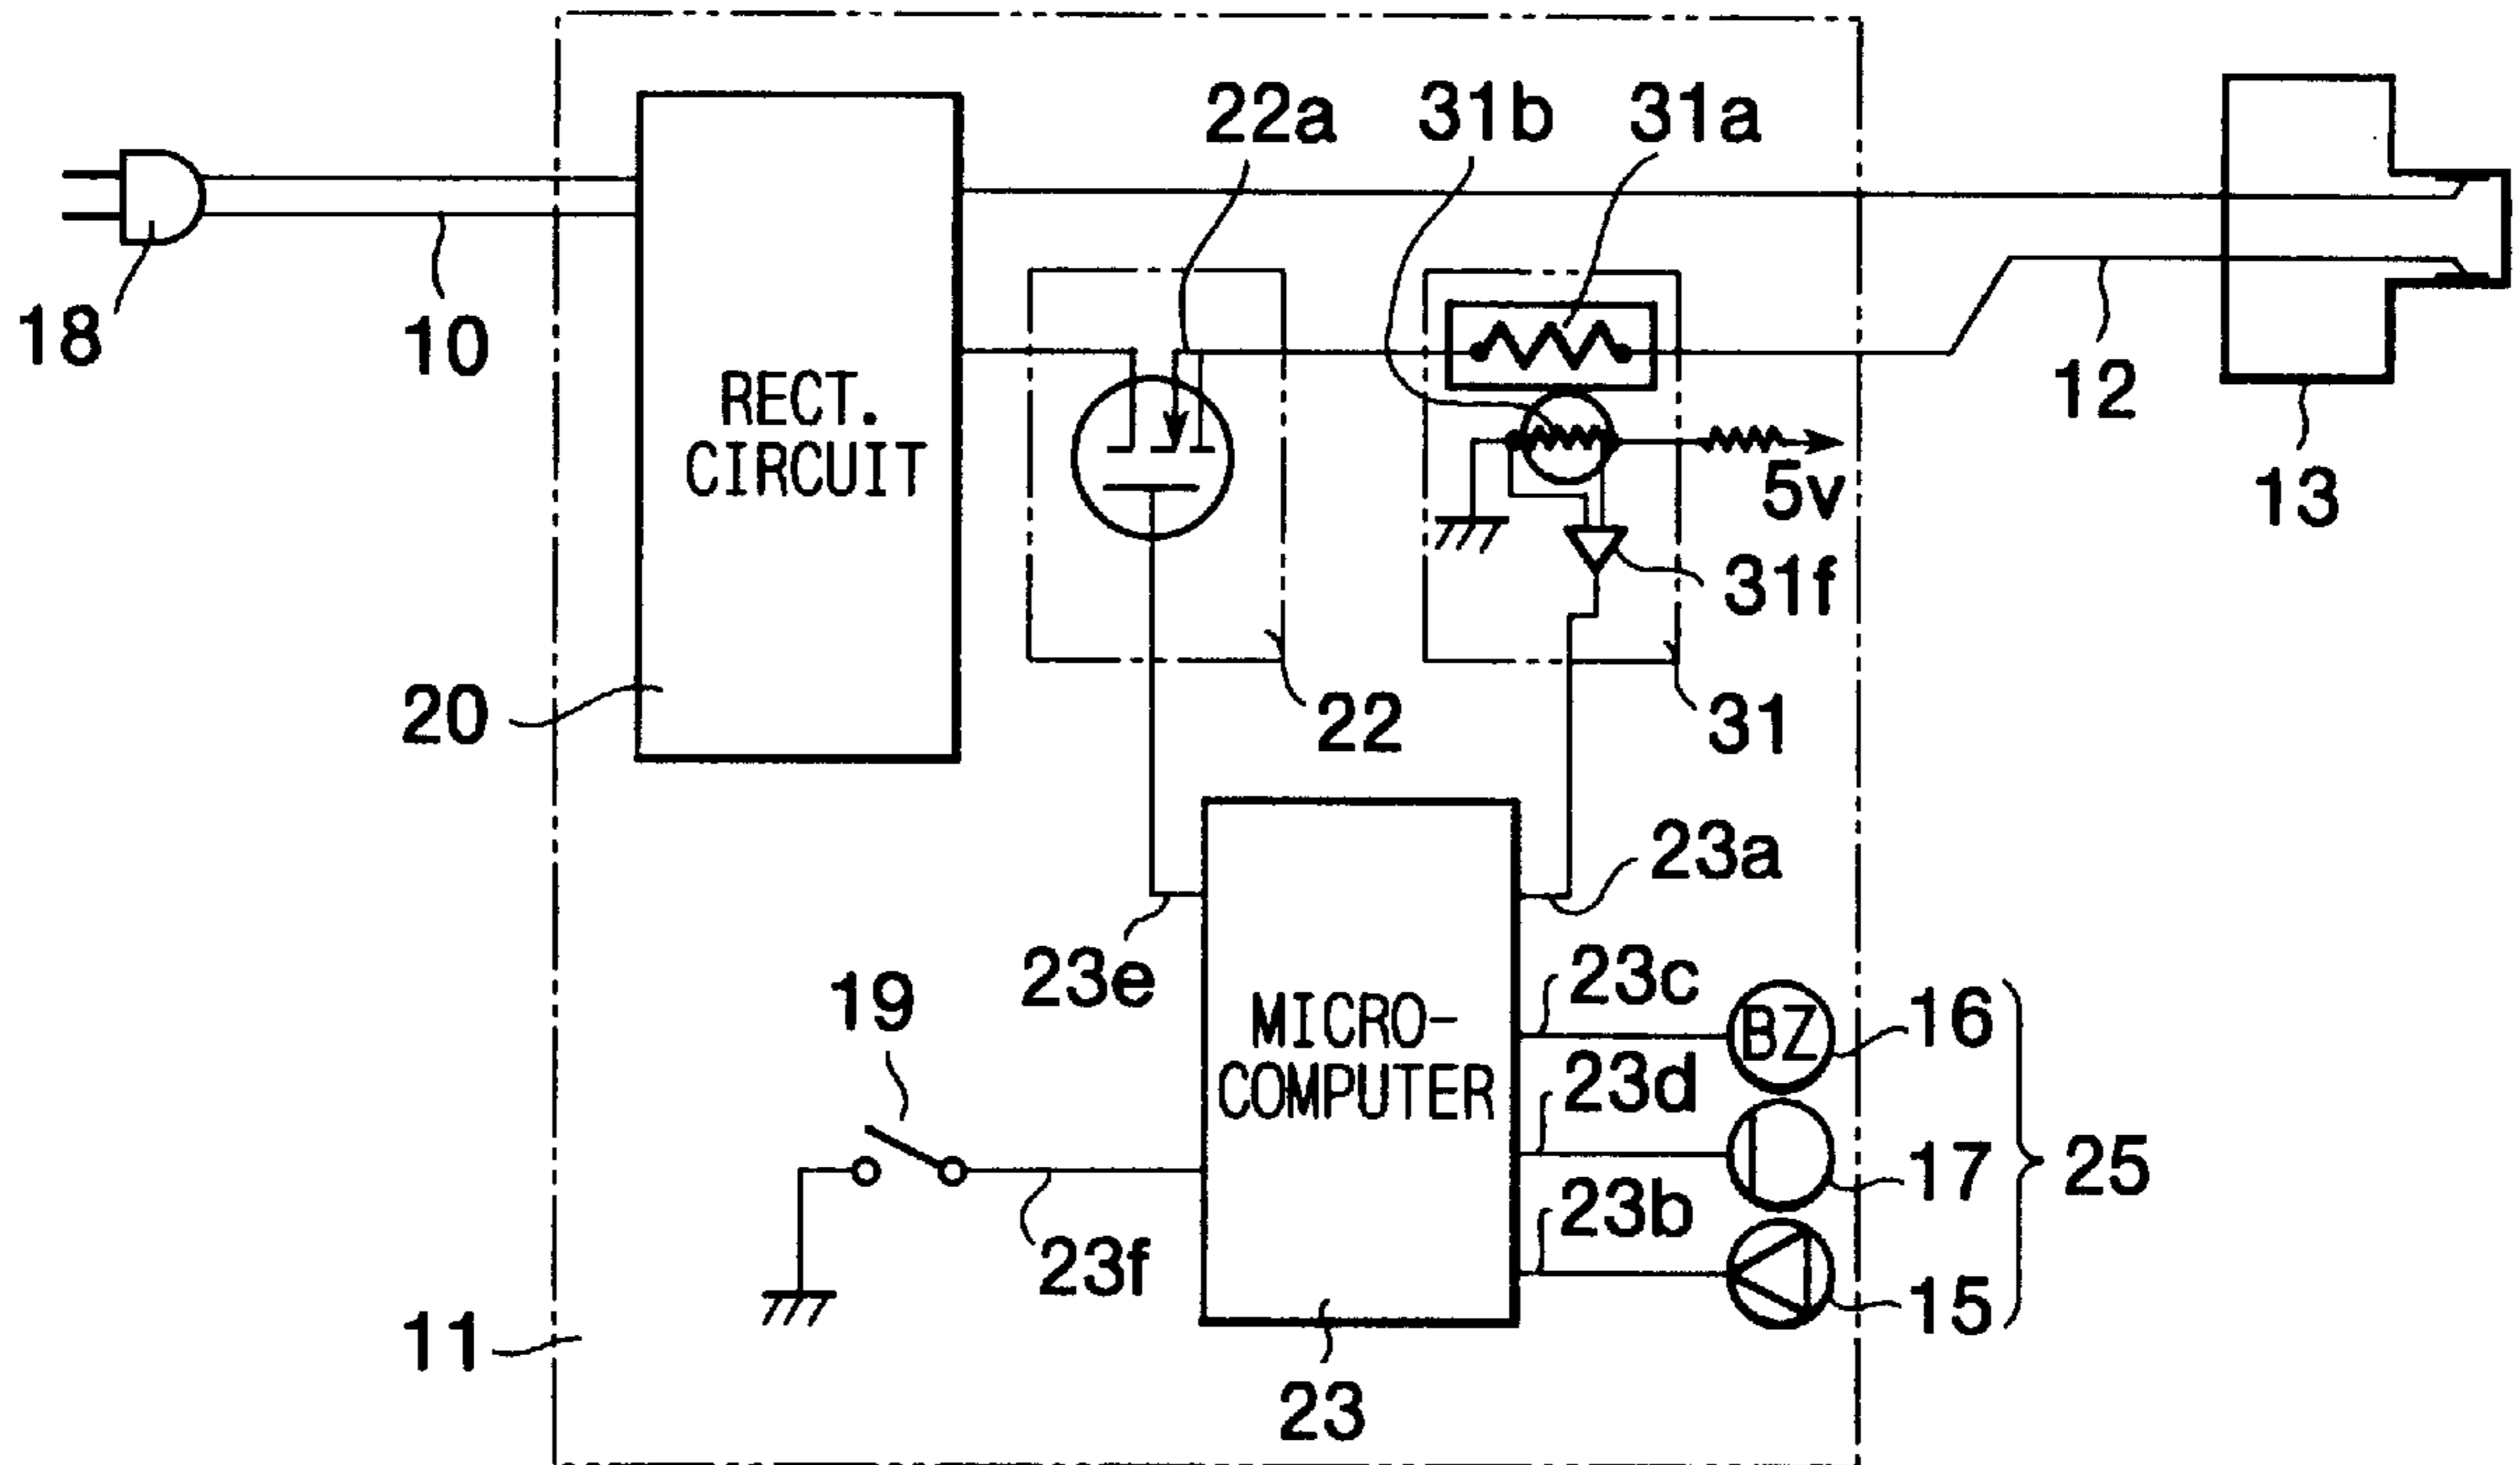 22a 31b 31a
18
10
12
13
RECT.
CIRCUIT
5v
31f
20
22
31
23a
23e
23c
19
MICRO-
COMPUTER
BZ
16
23d
17
25
23b
23f
15
11
23